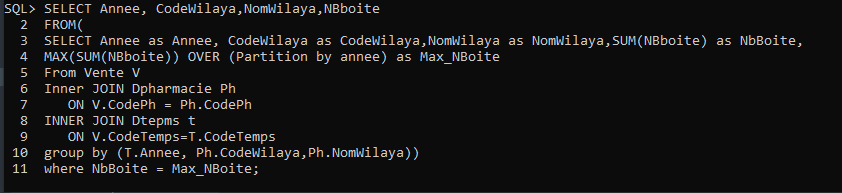 SQL> SELECT Annee, CodeWilaya,NomWilaya,NBboite
2 FROM(
3 SELECT Annee as Annee, CodeWilaya as CodeWilaya,NomWilaya as NomWilaya,SUM(NBboite) as NbBoite,
4 MAX(SUM(NBboite)) OVER (Partition by annee) as Max_NBoite
5 From Vente V
6 Inner JOIN Dpharmacie Ph
7 ON V.CodePh = Ph.CodePh
8 INNER JOIN Dtepms t
9 ON V.CodeTemps=T.CodeTemps
10 group by (T.Annee, Ph.CodeWilaya,Ph.NomWilaya))
11 where NbBoite = Max_NBoite;